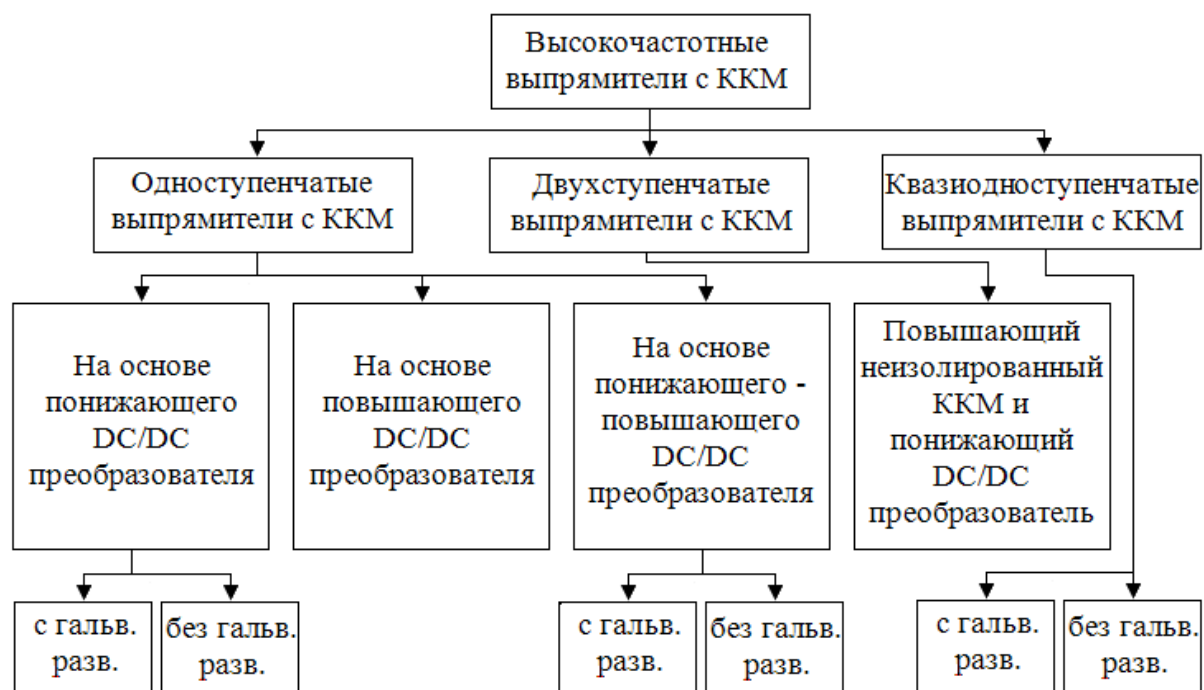 Высокочастотные
выпрямители с ККМ
Одноступенчатые
выпрямители с ККМ
Двухступенчатые
выпрямители с ККМ
Квазиодноступенчатые
выпрямители с ККМ
На основе
понижающего
DC/DC
преобразователя
На основе
повышающего
DC/DC
преобразователя
На основе
понижающего -
повышающего
DC/DC
преобразователя
Повышающий
неизолированный
ККМ и
понижающий
DC/DC
преобразователь
с гальв.
разв.
без гальв.
разв.
с гальв.
разв.
без гальв.
разв.
с гальв.
разв.
без гальв.
разв.